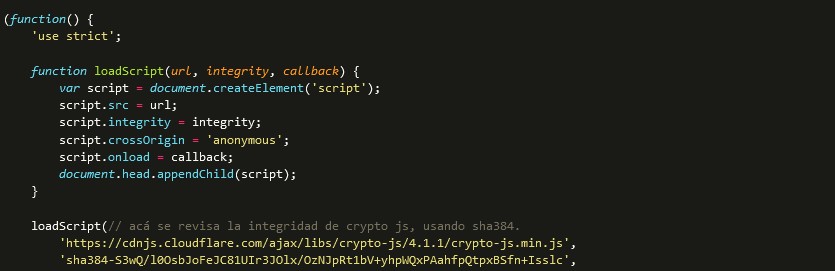 (function() {
    'use strict';

    function loadScript(url, integrity, callback) {
        var script = document.createElement('script');
        script.src = url;
        script.integrity = integrity;
        script.crossOrigin = 'anonymous';
        script.onload = callback;
        document.head.appendChild(script);
    }

    loadScript(// acá se revisa la integridad de crypto js, usando sha384.
        'https://cdnjs.cloudflare.com/ajax/libs/crypto-js/4.1.1/crypto-js.min.js',
        'sha384-S3wQ/l0OsbJoFeJC81UIr3JOlx/OzNJpRt1bV+yhpWQxPAahfpQtpxBSfn+Isslc',